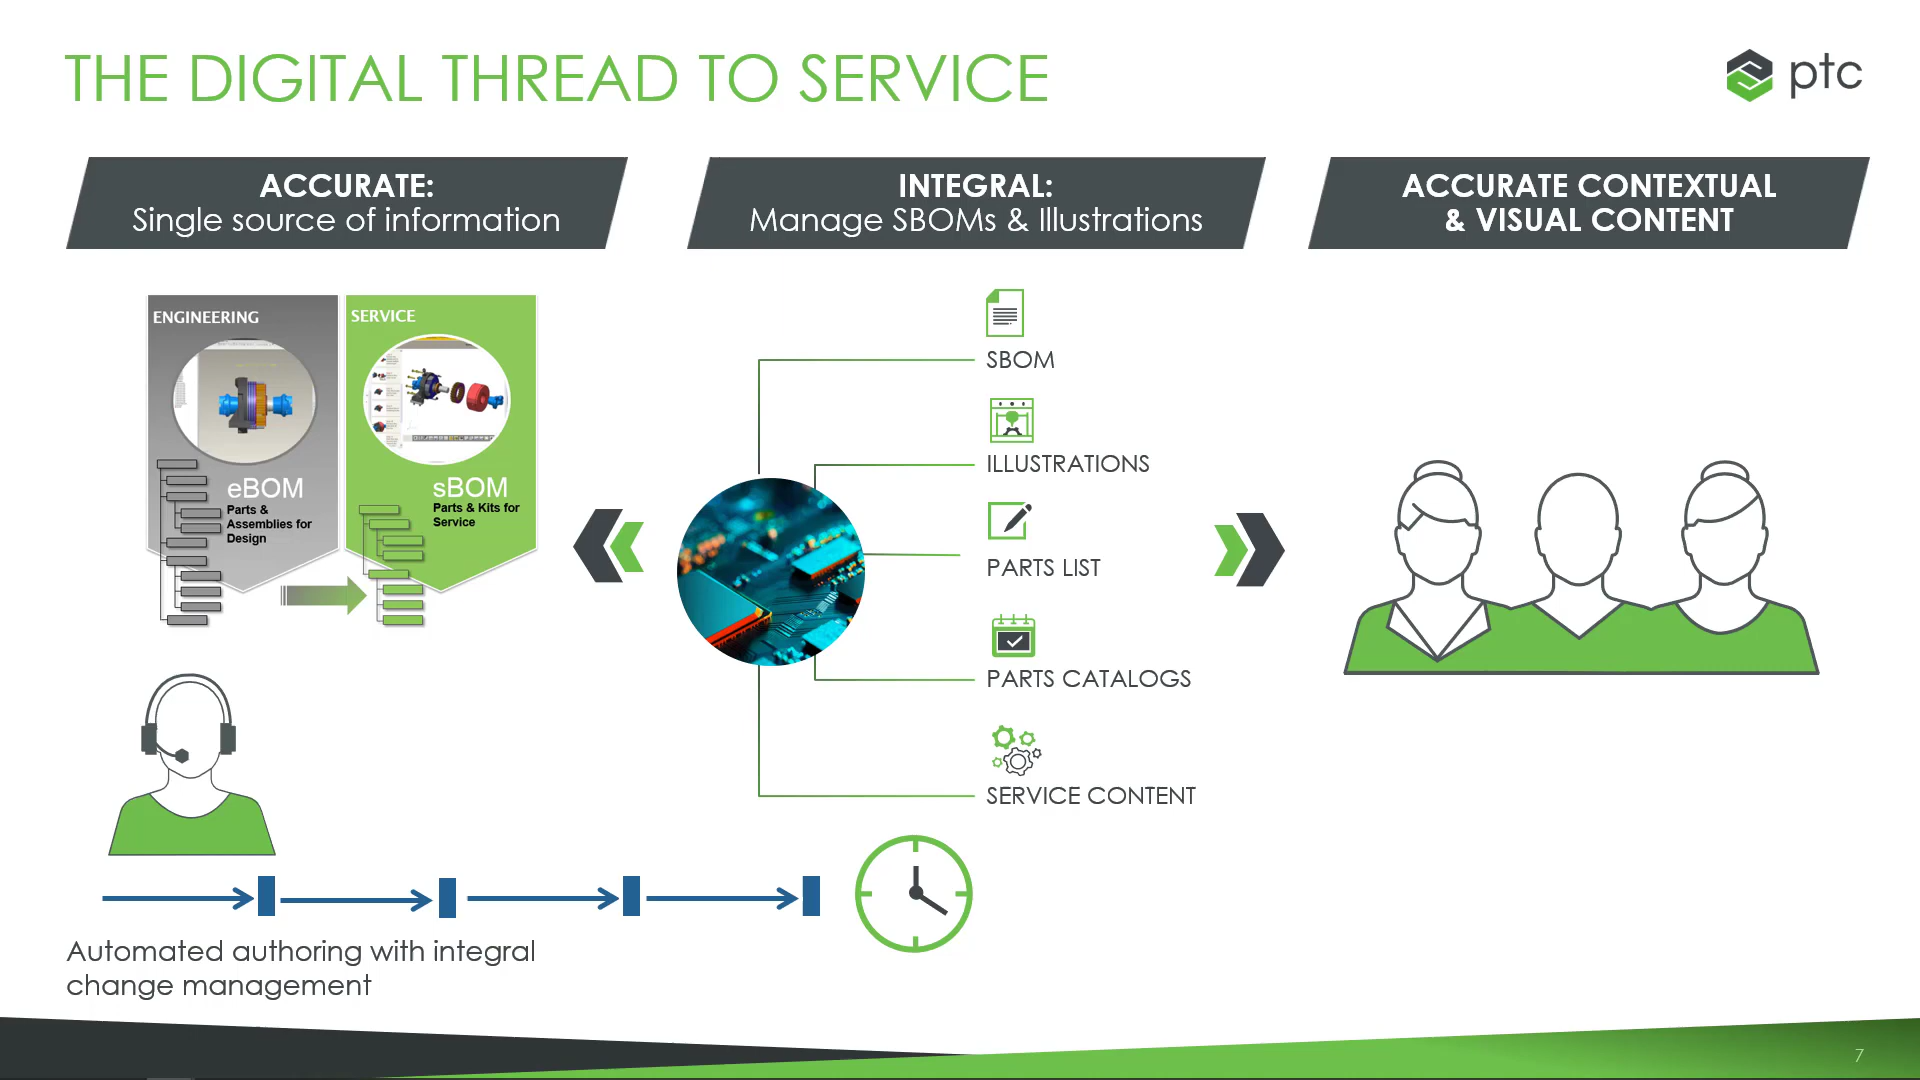 THE DIGITAL THREAD TO SERVICE
ptc
ACCURATE:
Single source of information
INTEGRAL:
Manage SBOMs & Illustrations
ACCURATE CONTEXTUAL
& VISUAL CONTENT
ENGINEERING
eBOM
Parts &
Assemblies for
Design
SERVICE
sBOM
Parts & Kits for
Service
SBOM
ILLUSTRATIONS
PARTS LIST
PARTS CATALOGS
SERVICE CONTENT
Automated authoring with integral
change management
7